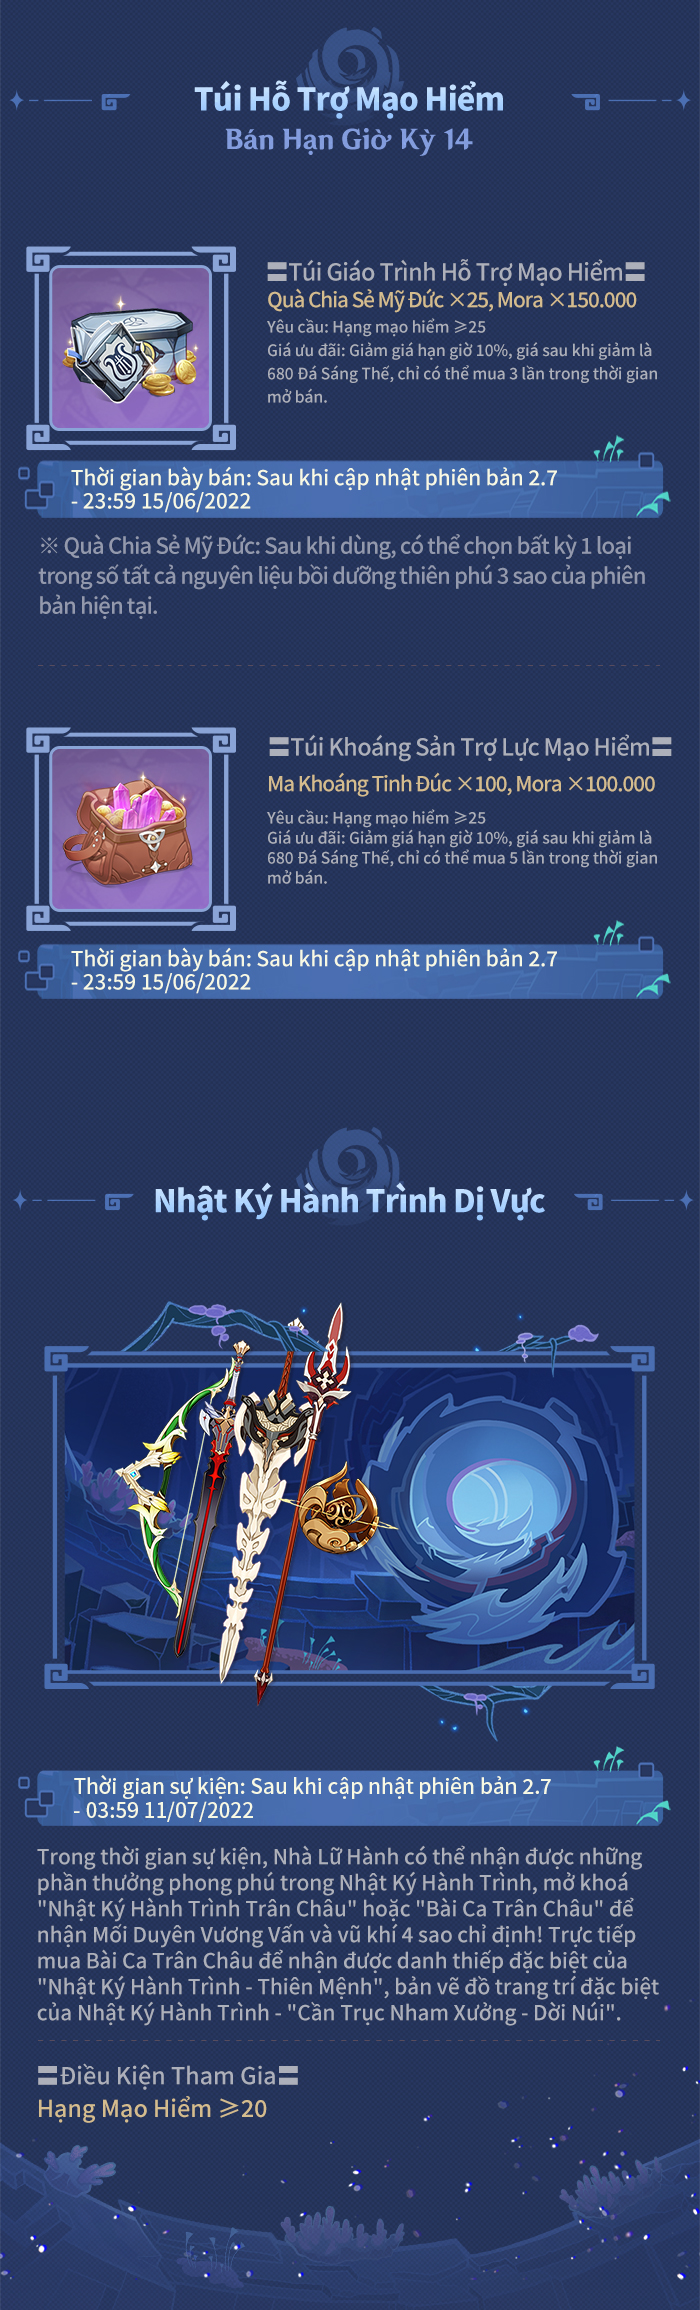 Túi Hỗ Trợ Mạo Hiểm
Bán Hạn Giờ Kỳ 14
〓Túi Giáo Trình Hỗ Trợ Mạo Hiểm〓
Quà Chia Sẻ Mỹ Đức ×25, Mora ×150.000
Yêu cầu: Hạng mạo hiểm ≥25
Giá ưu đãi: Giảm giá hạn giờ 10%, giá sau khi giảm là
680 Đá Sáng Thế, chỉ có thể mua 3 lần trong thời gian
mở bán.
Thời gian bày bán: Sau khi cập nhật phiên bản 2.7
- 23:59 15/06/2022
※ Quà Chia Sẻ Mỹ Đức: Sau khi dùng, có thể chọn bất kỳ 1 loại
trong số tất cả nguyên liệu bồi dưỡng thiên phú 3 sao của phiên
bản hiện tại.
〓Túi Khoáng Sản Trợ Lực Mạo Hiểm〓
Ma Khoáng Tinh Đúc ×100, Mora ×100.000
Yêu cầu: Hạng mạo hiểm ≥25
Giá ưu đãi: Giảm giá hạn giờ 10%, giá sau khi giảm là
680 Đá Sáng Thế, chỉ có thể mua 5 lần trong thời gian
mở bán.
Thời gian bày bán: Sau khi cập nhật phiên bản 2.7
- 23:59 15/06/2022
Nhật Ký Hành Trình Dị Vực
Thời gian sự kiện: Sau khi cập nhật phiên bản 2.7
- 03:59 11/07/2022
Trong thời gian sự kiện, Nhà Lữ Hành có thể nhận được những
phần thưởng phong phú trong Nhật Ký Hành Trình, mở khoá
"Nhật Ký Hành Trình Trân Châu" hoặc "Bài Ca Trân Châu" để
nhận Mối Duyên Vương Vấn và vũ khí 4 sao chỉ định! Trực tiếp
mua Bài Ca Trân Châu để nhận được danh thiếp đặc biệt của
"Nhật Ký Hành Trình - Thiên Mệnh", bản vẽ đồ trang trí đặc biệt
của Nhật Ký Hành Trình - "Cần Trục Nham Xưởng - Dời Núi".
〓Điều Kiện Tham Gia〓
Hạng Mạo Hiểm ≥20